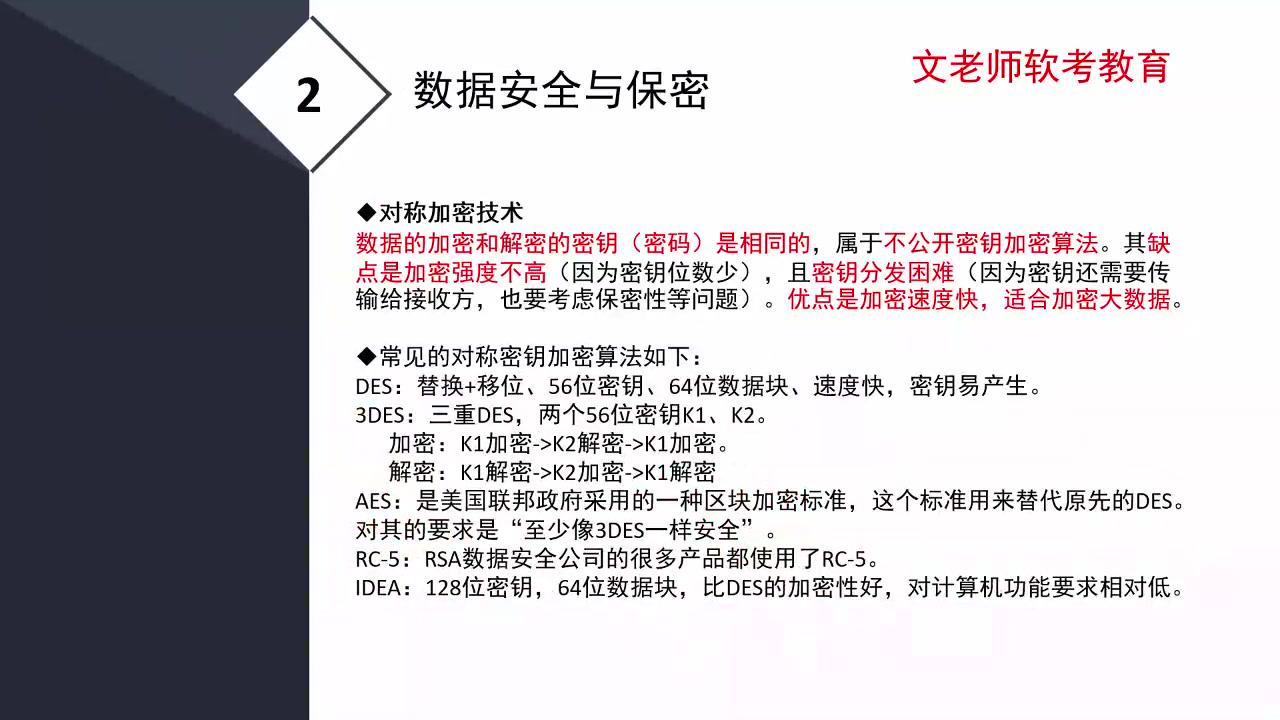 2
数据安全与保密
文老师软考教育
◆对称加密技术
数据的加密和解密的密钥（密码）是相同的，属于不公开密钥加密算法。其缺
点是加密强度不高（因为密钥位数少），且密钥分发困难（因为密钥还需要传
输给接收方，也要考虑保密性等问题）。优点是加密速度快，适合加密大数据。
◆常见的对称密钥加密算法如下：
DES：替换+移位、56位密钥、64位数据块、速度快，密钥易产生。
3DES：三重DES，两个56位密钥K1、K2。
加密：K1加密->K2解密->K1加密。
解密：K1解密->K2加密->K1解密
AES：是美国联邦政府采用的一种区块加密标准，这个标准用来替代原先的DES。
对其的要求是“至少像3DES一样安全”。
RC-5：RSA数据安全公司的很多产品都使用了RC-5。
IDEA：128位密钥，64位数据块，比DES的加密性好，对计算机功能要求相对低。